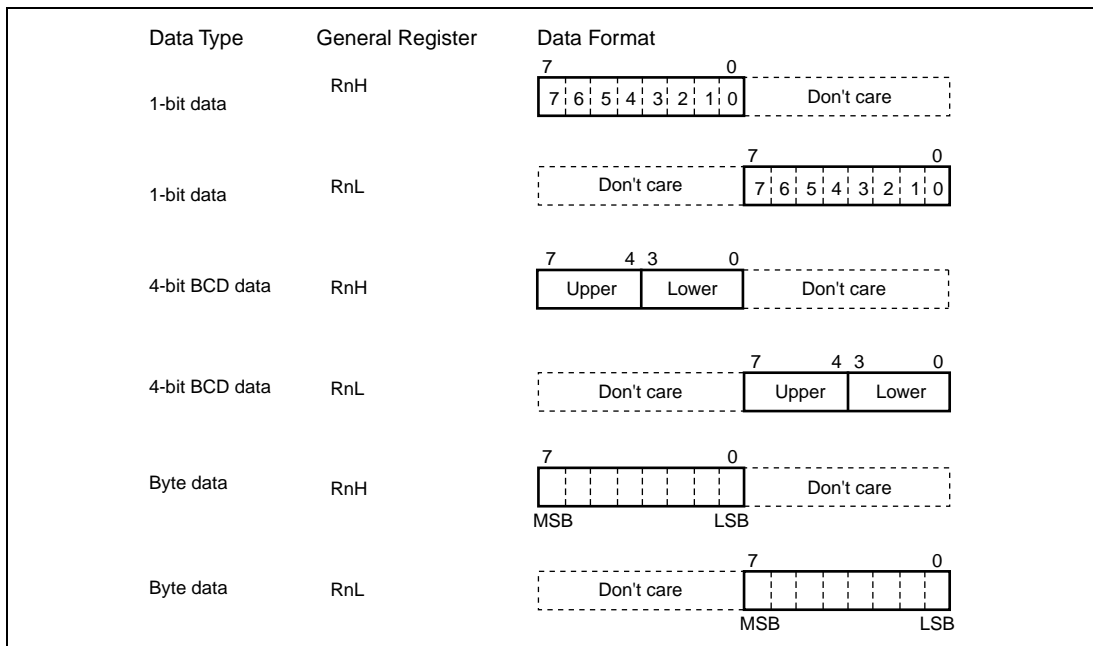 Data Type General Register Data Format
7 0
1-bit data RnH 7 6 5 4 3 2 1 0 Don't care
7 0
1-bit data RnL Don't care 7 6 5 4 3 2 1 0
7 4 3 0
4-bit BCD data RnH Upper Lower Don't care
7 4 3 0
4-bit BCD data RnL Don't care Upper Lower
7 0
Byte data RnH Don't care
MSB LSB
7 0
Byte data RnL Don't care
MSB LSB